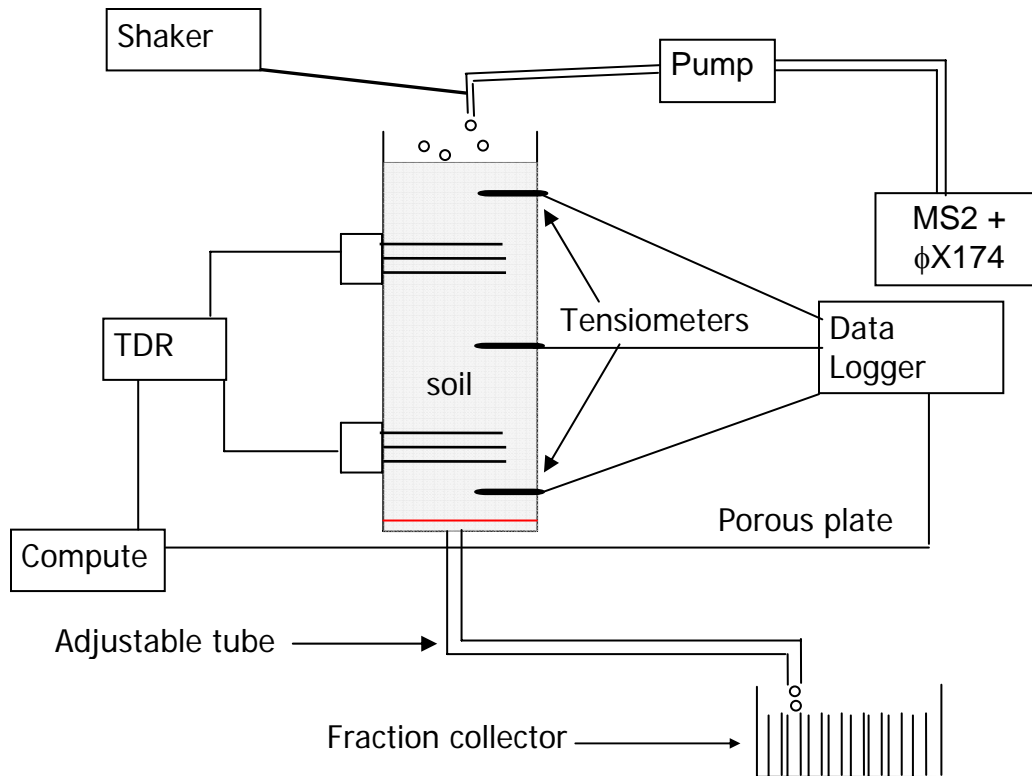 Shaker
Pump
MS2 +
ϕX174
Tensiometers
Data
Logger
TDR
soil
Porous plate
Compute
Adjustable tube
Fraction collector